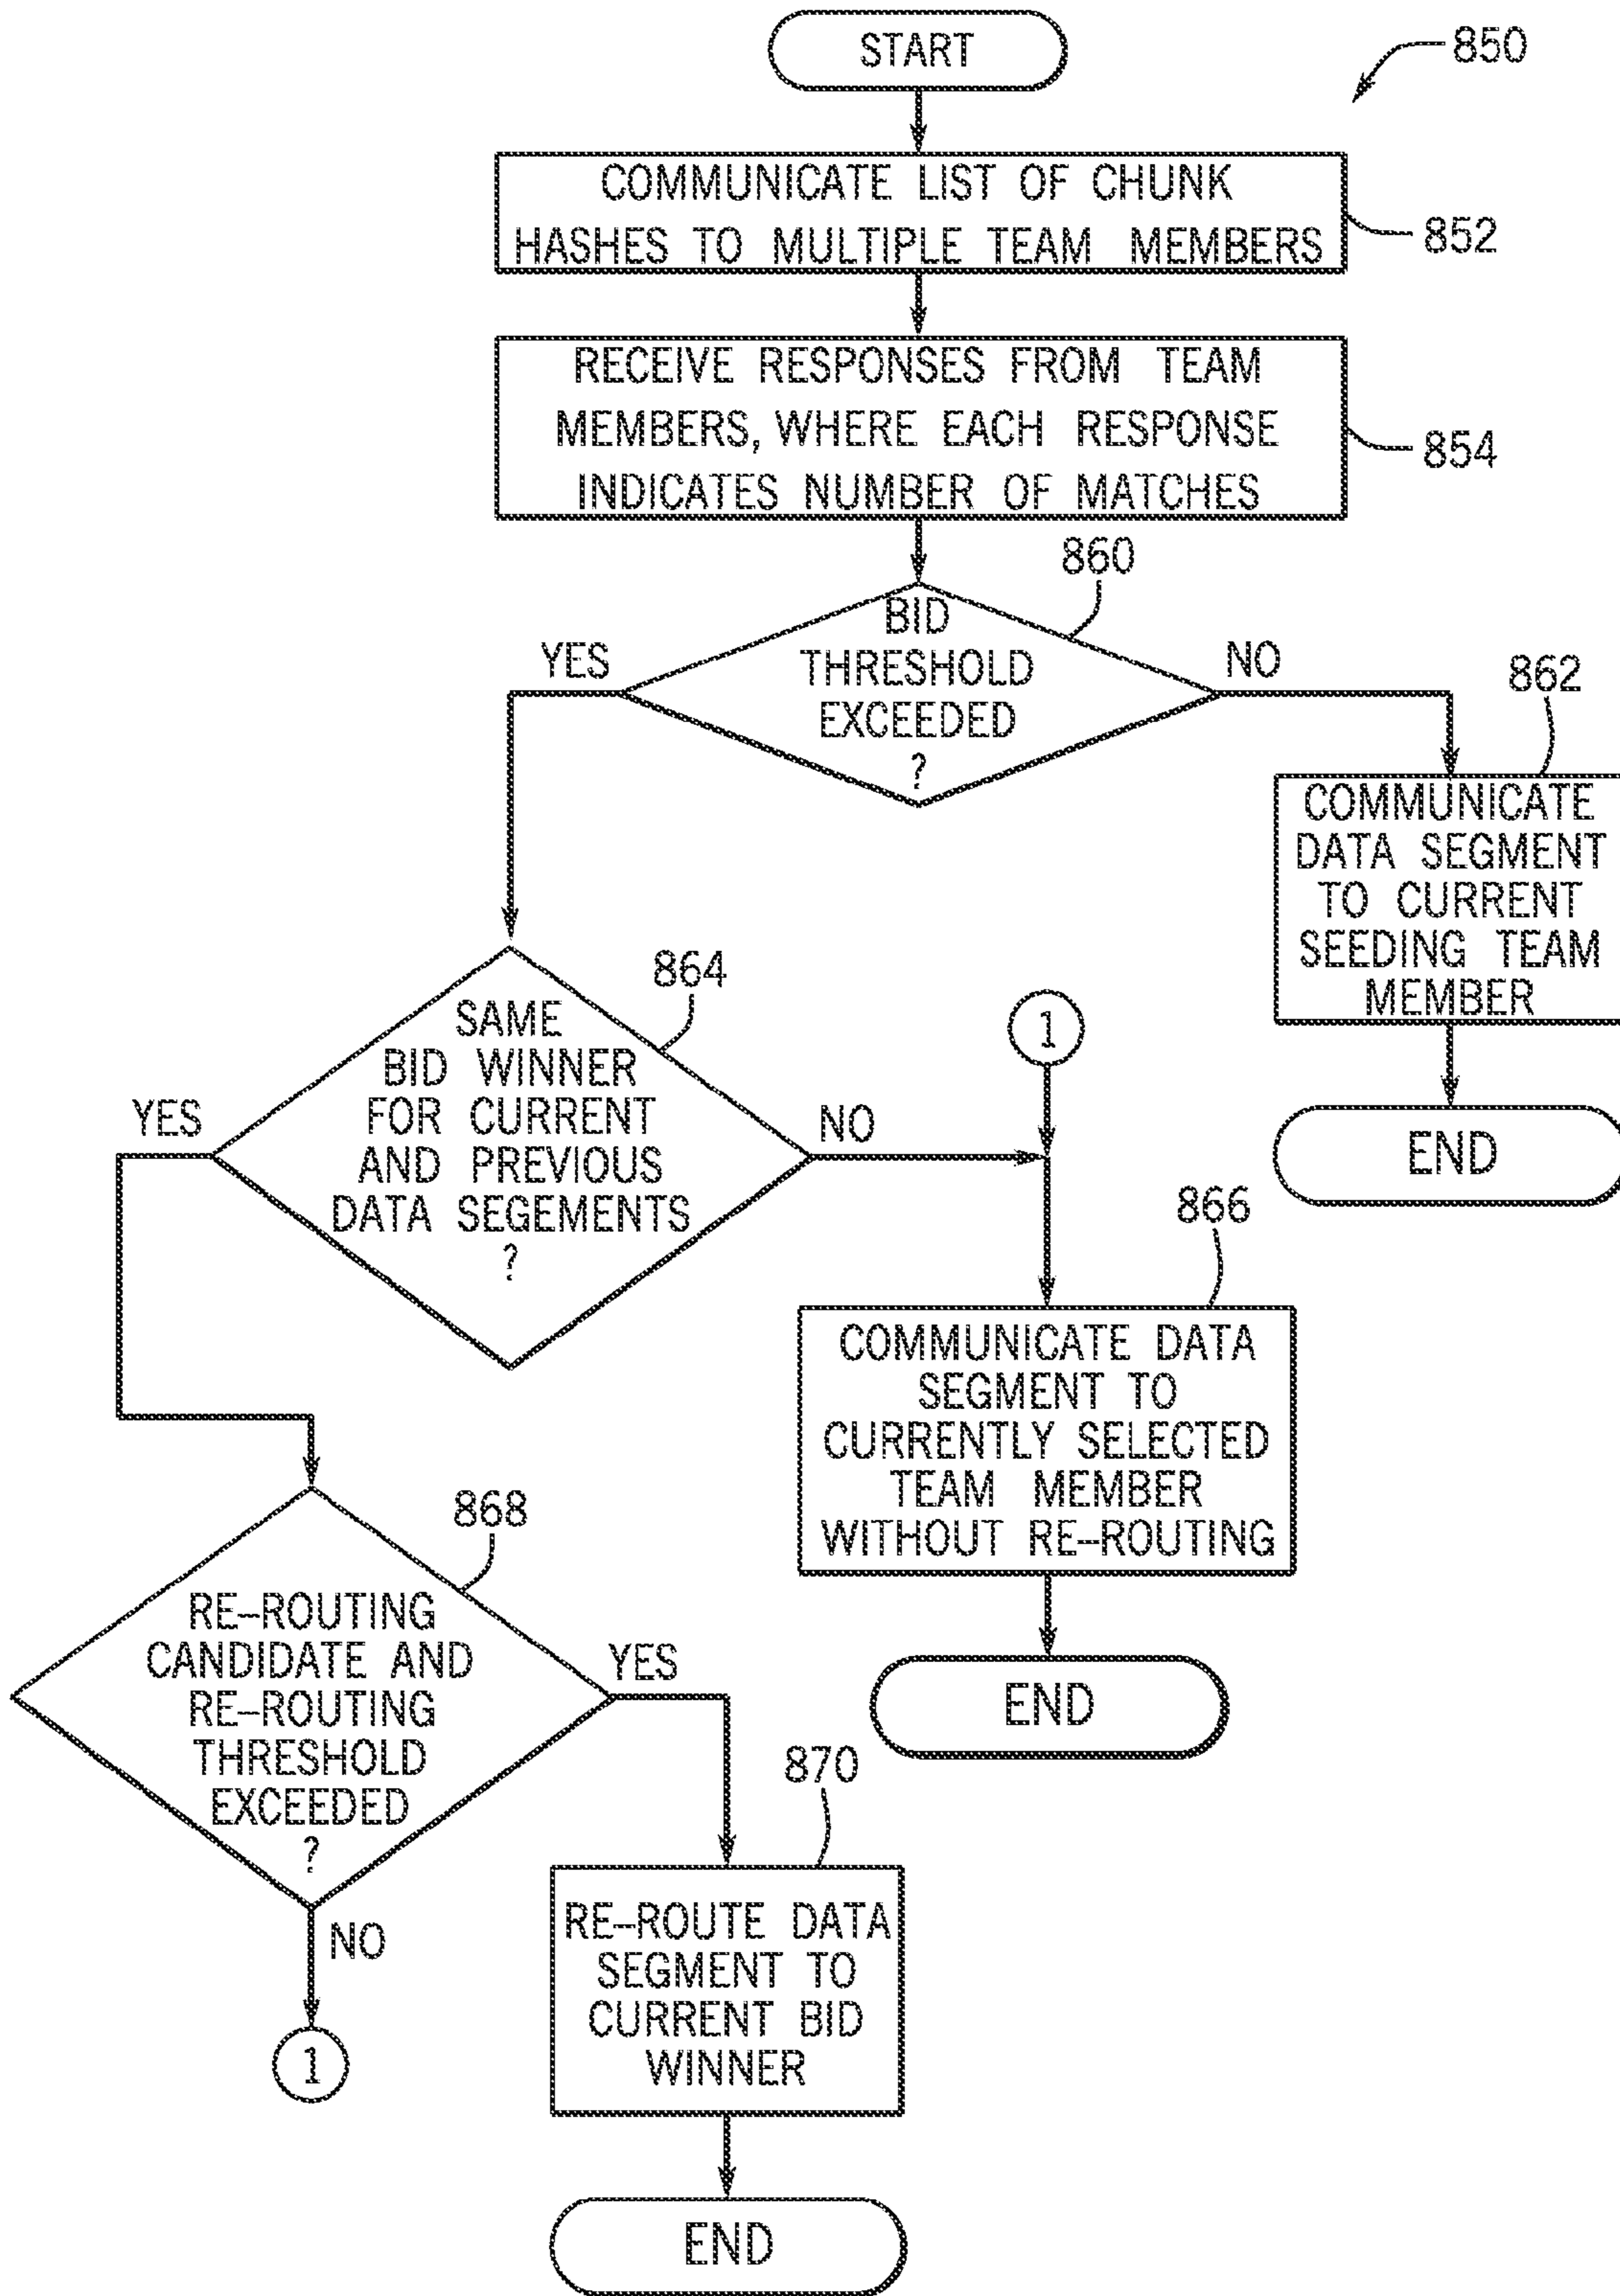 START
850
COMMUNICATE LIST OF CHUNK
HASHES TO MULTIPLE TEAM MEMBERS
852
RECEIVE RESPONSES FROM TEAM
MEMBERS, WHERE EACH RESPONSE
INDICATES NUMBER OF MATCHES
854
860
BID
THRESHOLD
EXCEEDED
?
YES
NO
862
COMMUNICATE
DATA SEGMENT
TO CURRENT
SEEDING TEAM
MEMBER
END
864
SAME
BID WINNER
FOR CURRENT
AND PREVIOUS
DATA SEGEMENTS
?
YES
NO
1
866
COMMUNICATE DATA
SEGMENT TO
CURRENTLY SELECTED
TEAM MEMBER
WITHOUT RE-ROUTING
END
868
RE-ROUTING
CANDIDATE AND
RE-ROUTING
THRESHOLD
EXCEEDED
?
YES
NO
1
870
RE-ROUTE DATA
SEGMENT TO
CURRENT BID
WINNER
END